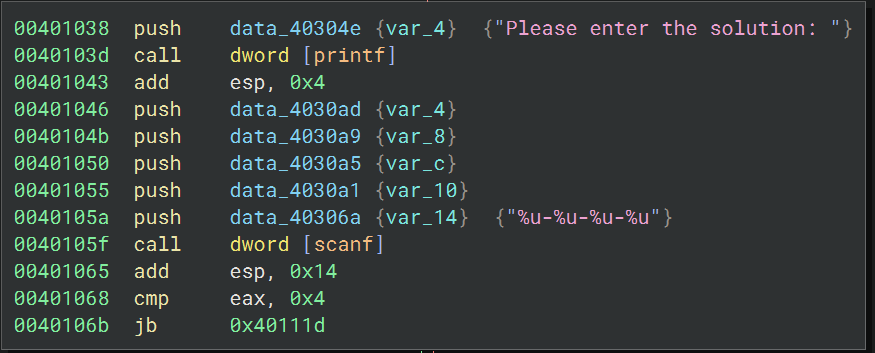 00401038 push data_40304e {var_4} {"Please enter the solution: "}
0040103d call dword [printf]
00401043 add esp, 0x4
00401046 push data_4030ad {var_4}
0040104b push data_4030a9 {var_8}
00401050 push data_4030a5 {var_c}
00401055 push data_4030a1 {var_10}
0040105a push data_40306a {var_14} {"%u-%u-%u-%u"}
0040105f call dword [scanf]
00401065 add esp, 0x14
00401068 cmp eax, 0x4
0040106b jb 0x40111d